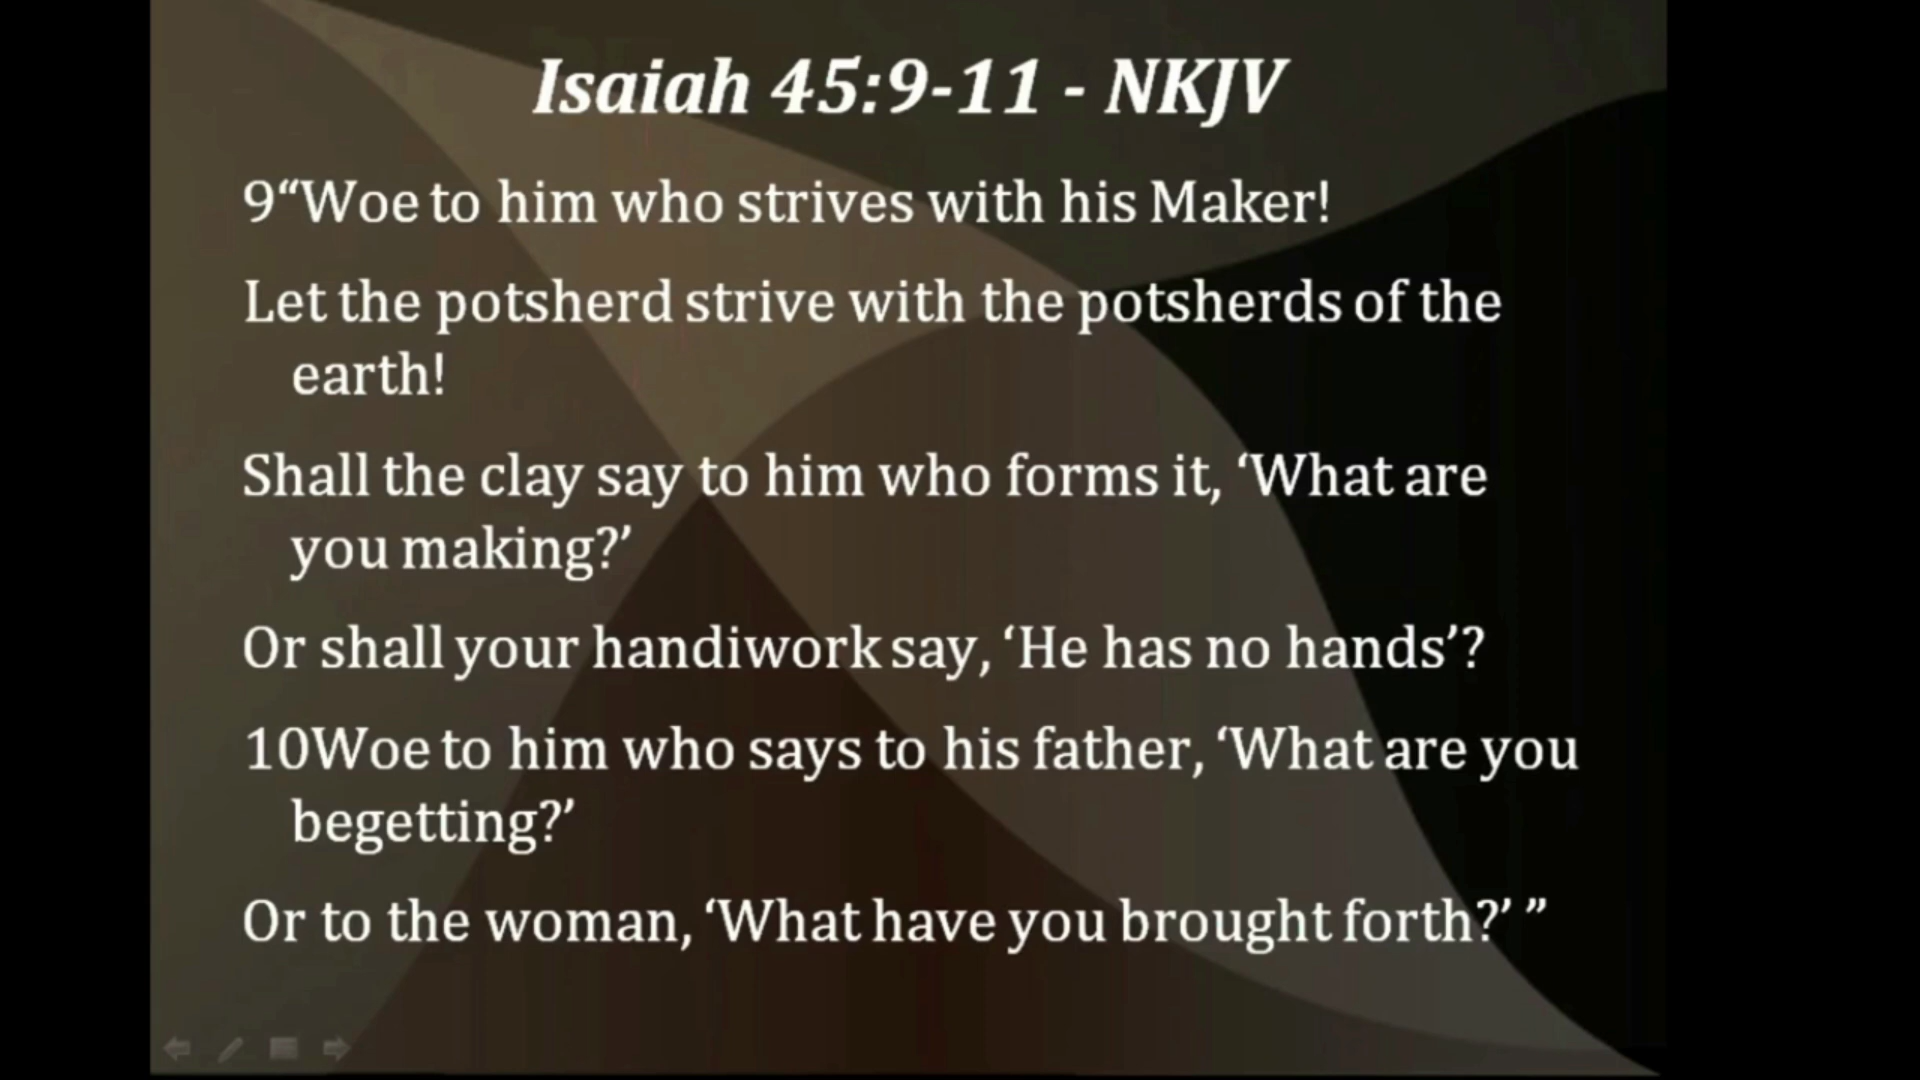 Isaiah 45:9-11 - NKJV
9“Woe to him who strives with his Maker!
Let the potsherd strive with the potsherds of the
earth!
Shall the clay say to him who forms it, ‘What are
you making?’
Or shall your handiwork say, ‘He has no hands’?
10Woe to him who says to his father, ‘What are you
begetting?’
Or to the woman, ‘What have you brought forth?’ ”